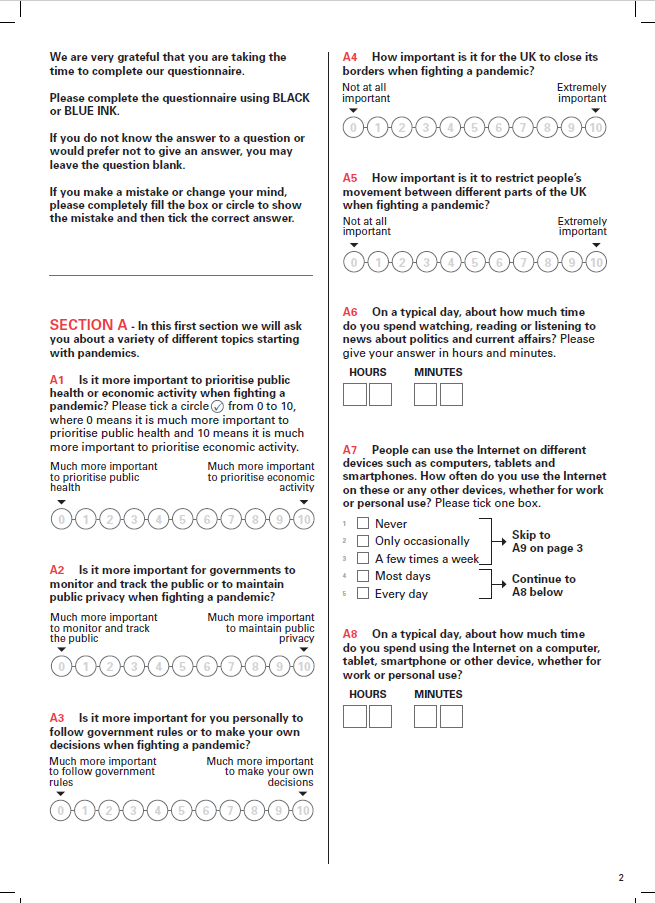 We are very grateful that you are taking the
time to complete our questionnaire.
Please complete the questionnaire using BLACK
or BLUE INK.
If you do not know the answer to a question or
would prefer not to give an answer, you may
leave the question blank.
If you make a mistake or change your mind,
please completely fill the box or circle to show
the mistake and then tick the correct answer.
SECTION A - In this first section we will ask
you about a variety of different topics starting
with pandemics.
A1 Is it more important to prioritise public
health or economic activity when fighting a
pandemic? Please tick a circle from 0 to 10,
where 0 means it is much more important to
prioritise public health and 10 means it is much
more important to prioritise economic activity.
Much more important Much more important
to prioritise public to prioritise economic
health activity
0 1 2 3 4 5 6 7 8 9 10
A2 Is it more important for governments to
monitor and track the public or to maintain
public privacy when fighting a pandemic?
Much more important Much more important
to monitor and track to maintain public
the public privacy
0 1 2 3 4 5 6 7 8 9 10
A3 Is it more important for you personally to
follow government rules or to make your own
decisions when fighting a pandemic?
Much more important Much more important
to follow government to make your own
rules decisions
0 1 2 3 4 5 6 7 8 9 10
A4 How important is it for the UK to close its
borders when fighting a pandemic?
Not at all Extremely
important important
0 1 2 3 4 5 6 7 8 9 10
A5 How important is it to restrict people's
movement between different parts of the UK
when fighting a pandemic?
Not at all Extremely
important important
0 1 2 3 4 5 6 7 8 9 10
A6 On a typical day, about how much time
do you spend watching, reading or listening to
news about politics and current affairs? Please
give your answer in hours and minutes.
HOURS MINUTES
A7 People can use the Internet on different
devices such as computers, tablets and
smartphones. How often do you use the Internet
on these or any other devices, whether for work
or personal use? Please tick one box.
1 Never
2 Only occasionally
3 A few times a week
Skip to
A9 on page 3
4 Most days
5 Every day
Continue to
A8 below
A8 On a typical day, about how much time
do you spend using the Internet on a computer,
tablet, smartphone or other device, whether for
work or personal use?
HOURS MINUTES
2